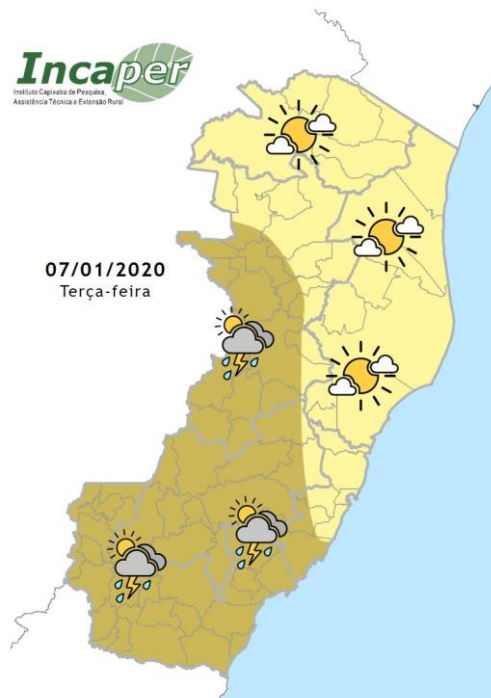 Incaper
Instituto Capixaba de Pesquisa,
Assistência Técnica e Extensão Rural
07/01/2020
Terça-feira